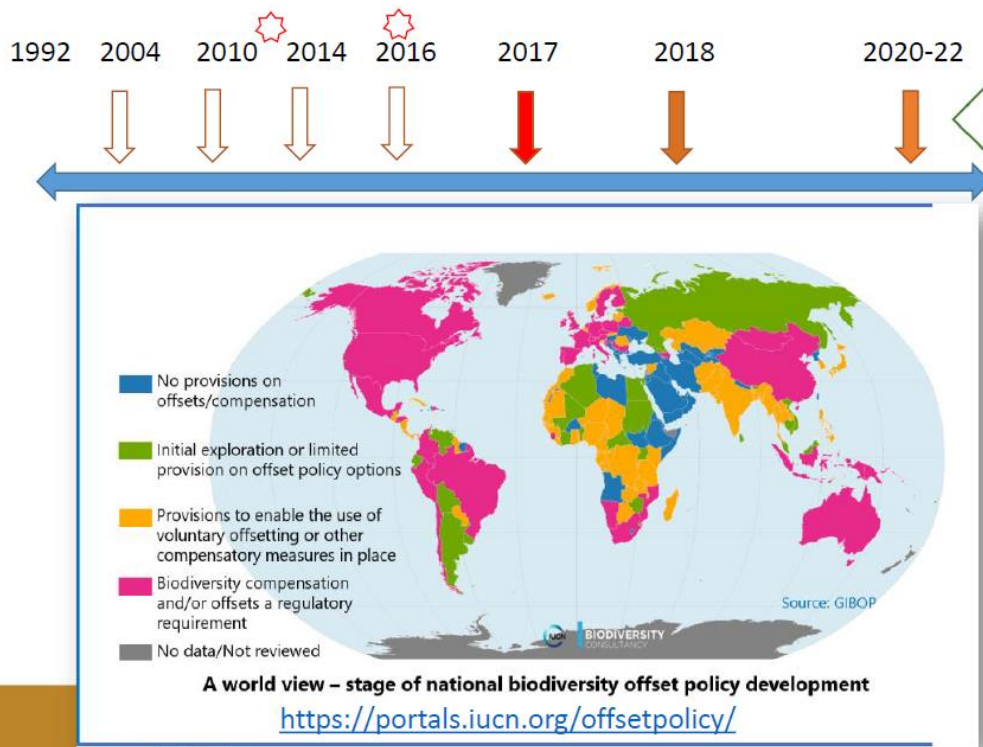 1992 2004 2010 2014 2016 2017 2018 2020-22
No provisions on
offsets/compensation
Initial exploration or limited
provision on offset policy
options
Provisions to enable the use of
voluntary offsetting or other
compensatory measures in place
Biodiversity compensation
and/or offsets a regulatory
requirement
No data/Not reviewed
Source: GIBOP
IUCN
BIODIVERSITY
CONSULTANCY
A world view – stage of national biodiversity offset policy development
https://portals.iucn.org/offsetpolicy/